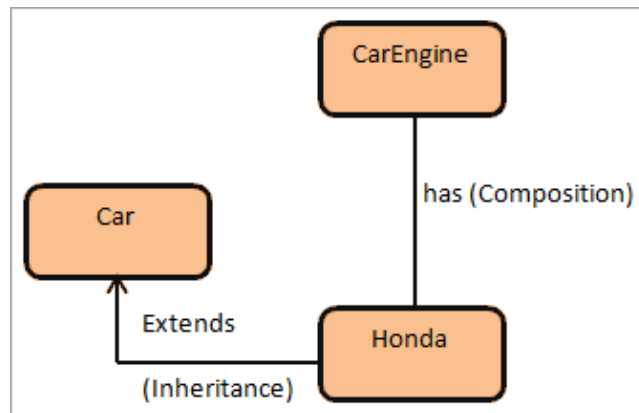 CarEngine
has (Composition)
Car
Extends
(Inheritance)
Honda